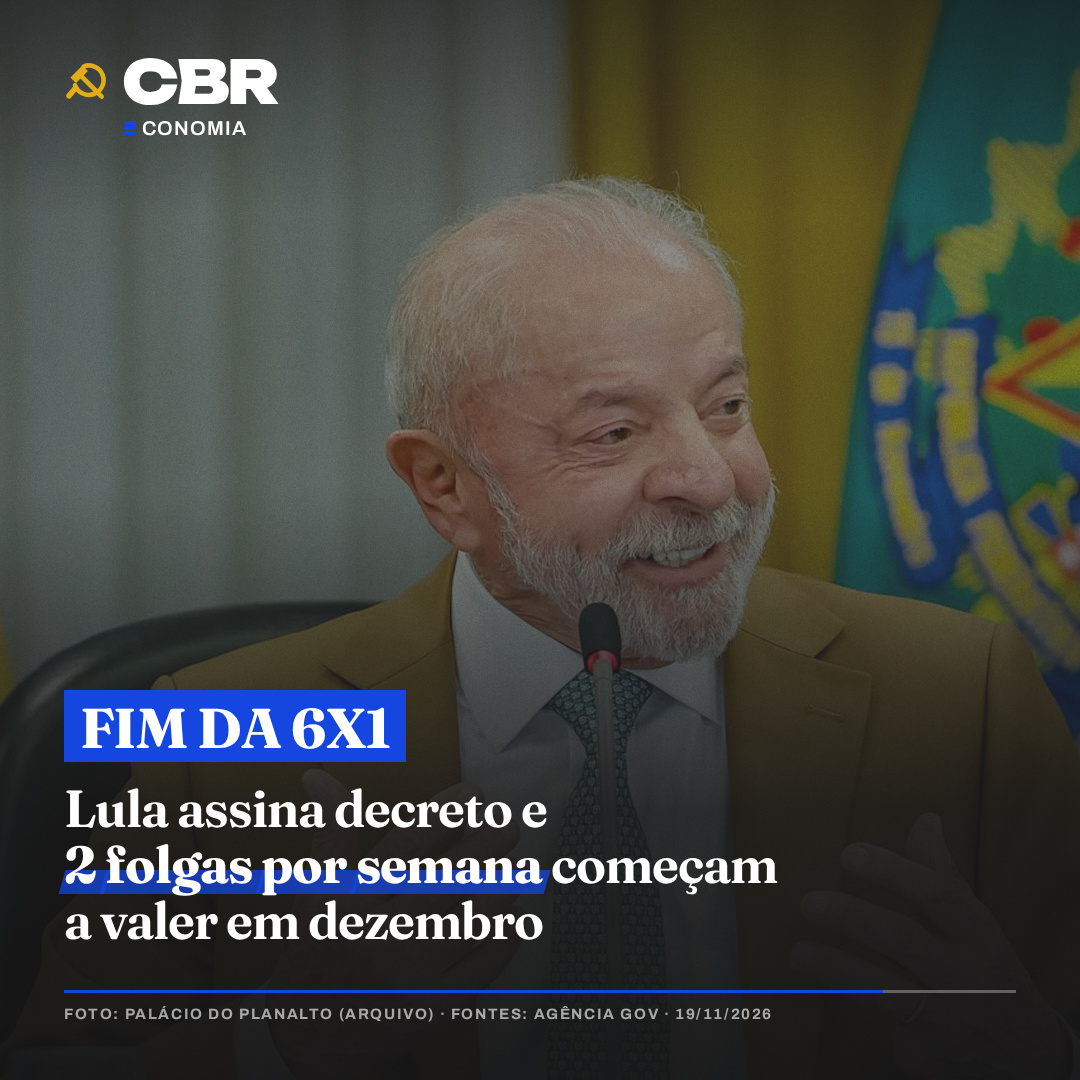 CBR
CONOMIA
FIM DA 6X1
Lula assina decreto e
2 folgas por semana começam
a valer em dezembro
FOTO: PALÁCIO DO PLANALTO (ARQUIVO) · FONTES: AGÊNCIA GOV · 19/11/2026